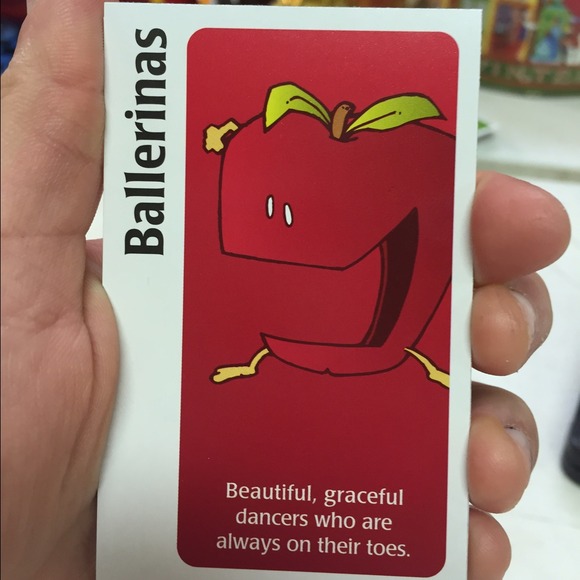 Ballerinas
Beautiful, graceful
dancers who are
always on their toes.